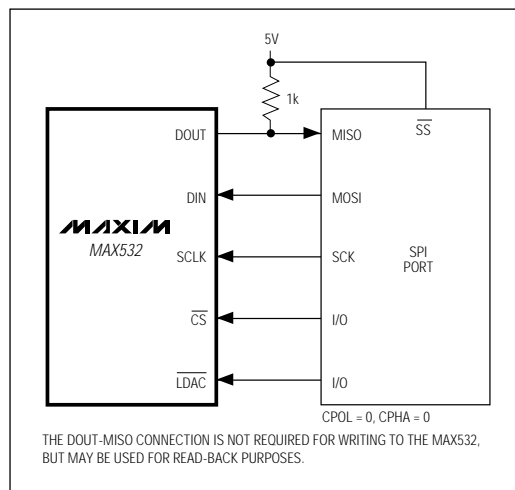 5V
1k
DOUT
MISO
SS
DIN
MOSI
MAXIM
MAX532
SCLK
SCK
SPI
PORT
CS
I/O
LDAC
I/O
CPOL = 0, CPHA = 0
THE DOUT-MISO CONNECTION IS NOT REQUIRED FOR WRITING TO THE MAX532,
BUT MAY BE USED FOR READ-BACK PURPOSES.